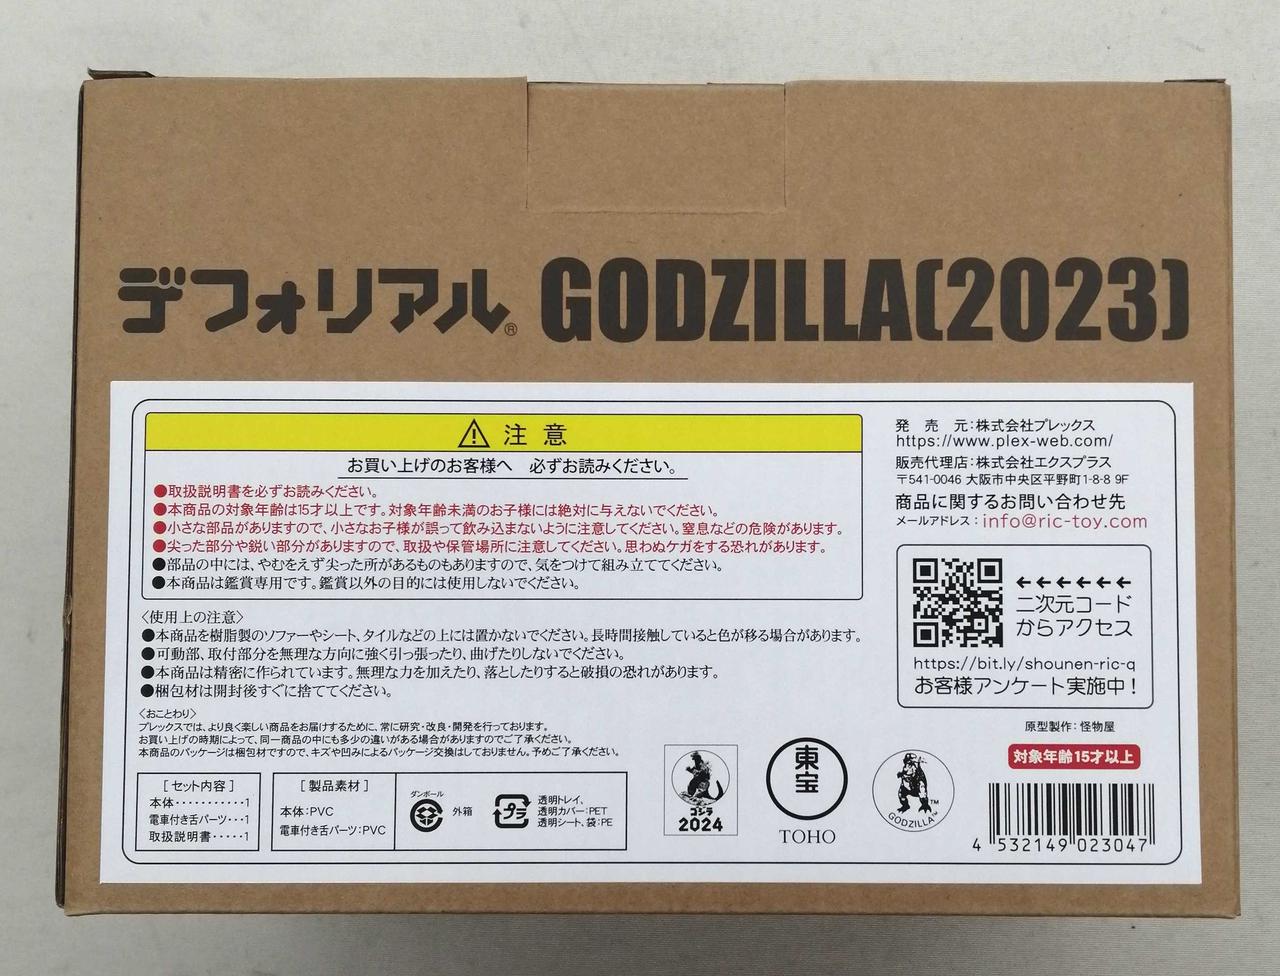 デフォリアル® GODZILLA(2023)
注意
お買い上げのお客様へ 必ずお読みください。
●取扱説明書を必ずお読みください。
●本商品の対象年齢は15才以上です。対象年齢未満のお子様には絶対に与えないでください。
●小さな部品がありますので、小さなお子様が誤って飲み込まないように注意してください。窒息などの危険があります。
●尖った部分や鋭い部分がありますので、取扱や保管場所に注意してください。思わぬケガをする恐れがあります。
●部品の中には、やむをえず尖った所があるものもありますので、気をつけて組み立ててください。
●本商品は鑑賞専用です。鑑賞以外の目的には使用しないでください。
〈使用上の注意〉
●本商品を樹脂製のソファーやシート、タイルなどの上には置かないでください。長時間接触していると色が移る場合があります。
●可動部、取付部分を無理な方向に強く引っ張ったり、曲げたりしないでください。
●本商品は精密に作られています。無理な力を加えたり、落としたりすると破損の恐れがあります。
●梱包材は開封後すぐに捨ててください。
〈おことわり〉
プレックスでは、より良く楽しい商品をお届けするために、常に研究・改良・開発を行っております。
お買い上げの時期によって、同一商品の中にも多少の違いがある場合がありますのでご了承ください。
本商品のパッケージは梱包材ですので、キズや凹みによるパッケージ交換はしておりません。予めご了承ください。
[セット内容]
本体・・・・・・・・・・・1
電車付き舌パーツ・・・1
取扱説明書・・・・・1
[製品素材]
本体:PVC
電車付き舌パーツ:PVC
ダンボール
外箱
プラ
透明トレイ、
透明カバー:PET
透明シート、袋:PE
発売元:株式会社プレックス
https://www.plex-web.com/
販売代理店:株式会社エクスプラス
〒541-0046 大阪市中央区平野町1-8-8 9F
商品に関するお問い合わせ先
メールアドレス:info@ric-toy.com
←←←←←←
二次元コード
からアクセス
https://bit.ly/shounen-ric-q
お客様アンケート実施中!
原型製作:怪物屋
対象年齢15才以上
ゴジラ
2024
東宝
TOHO
GODZILLA™
4 532149 023047